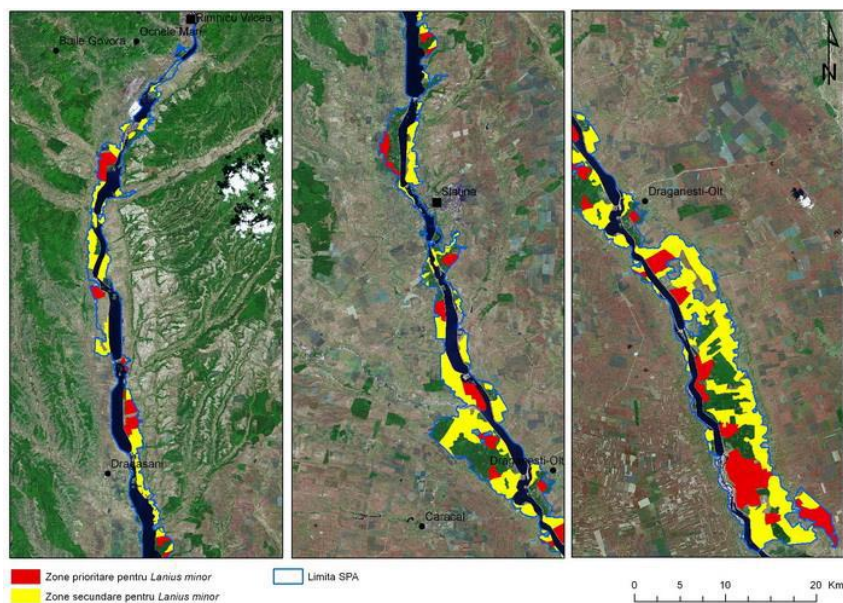 Rimnicu Vilcea
Ocnele Mari
Baile Govora
Dragasani
Slatina
Draganesti-Olt
Caracal
Draganesti-Olt
N
Zone prioritare pentru Lanius minor
Zone secundare pentru Lanius minor
Limita SPA
0 5 10 20 Km